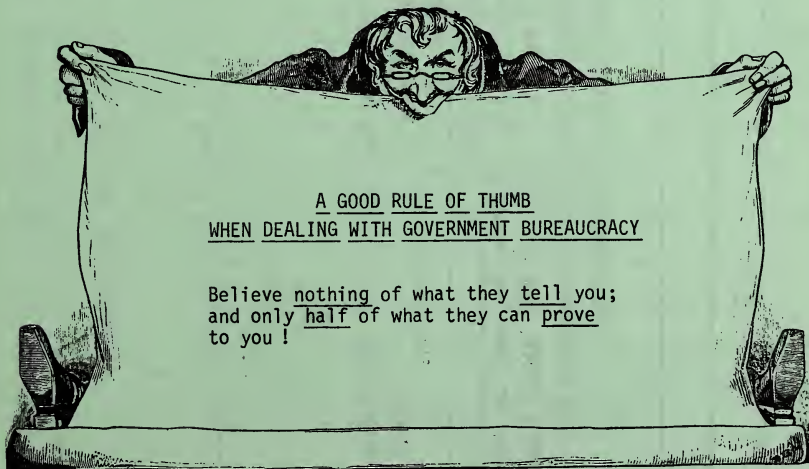 A GOOD RULE OF THUMB
WHEN DEALING WITH GOVERNMENT BUREAUCRACY
Believe nothing of what they tell you;
and only half of what they can prove
to you !